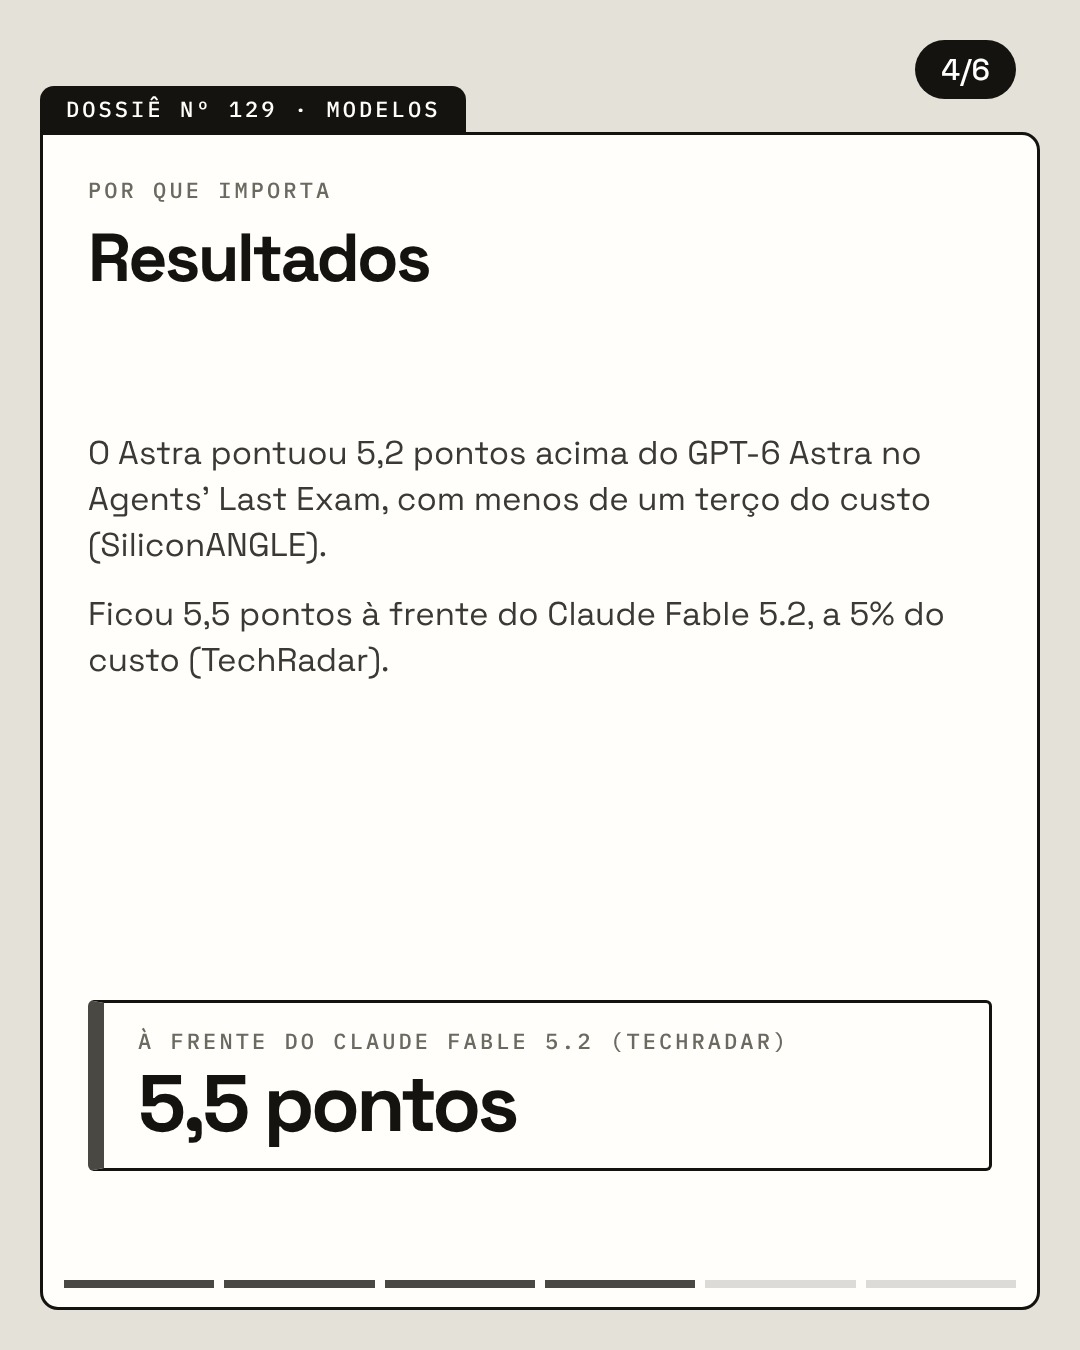 4/6
DOSSIÊ Nº 129 · MODELOS
POR QUE IMPORTA
Resultados
O Astra pontuou 5,2 pontos acima do GPT-6 Astra no
Agents’ Last Exam, com menos de um terço do custo
(SiliconANGLE).
Ficou 5,5 pontos à frente do Claude Fable 5.2, a 5% do
custo (TechRadar).
À FRENTE DO CLAUDE FABLE 5.2 (TECHRADAR)
5,5 pontos